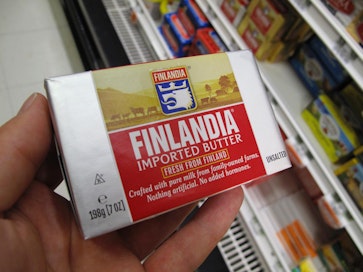 FINLANDIA
FINLANDIA
IMPORTED BUTTER
FRESH FROM FINLAND
Crafted with pure milk from family-owned farms.
Nothing artificial. No added hormones.
UNSALTED
198g [7 oz]